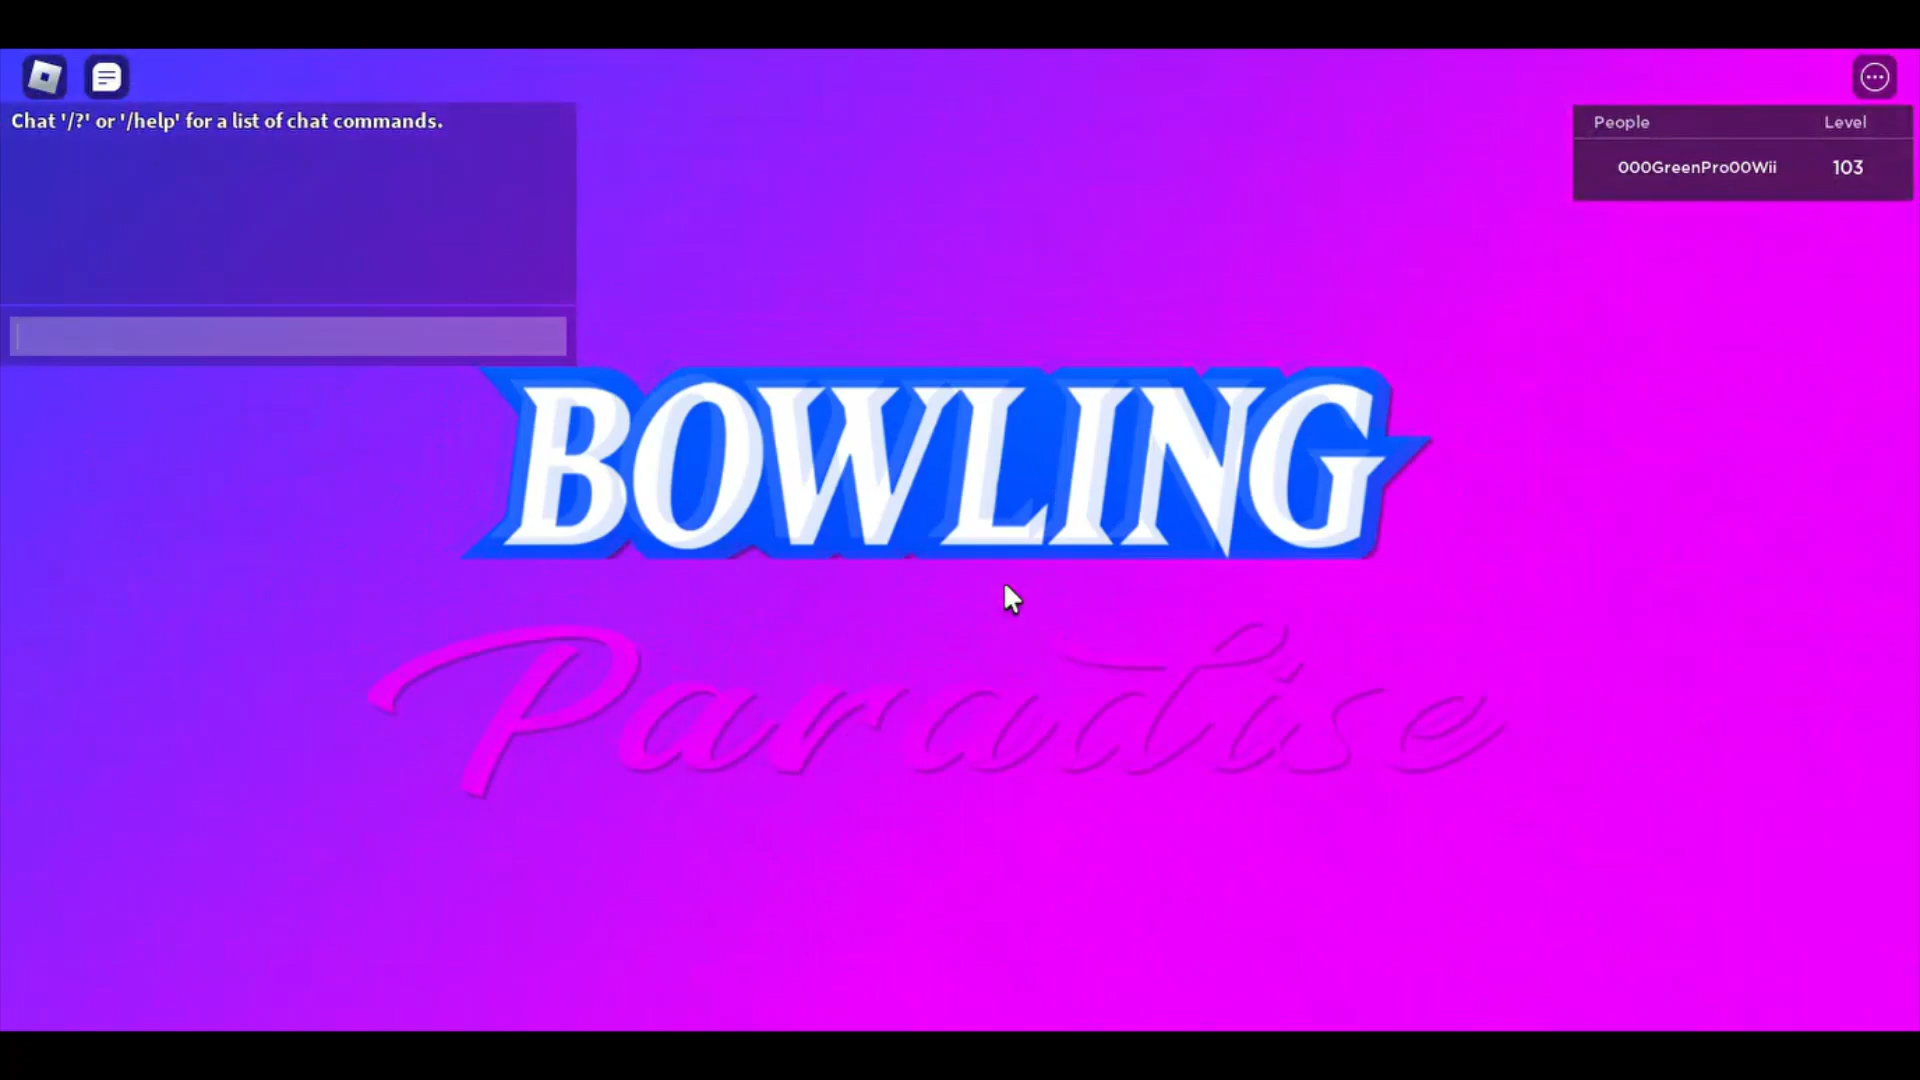 Chat '/?' or '/help' for a list of chat commands.
People Level
000GreenPro00Wii 103
BOWLING
Paradise